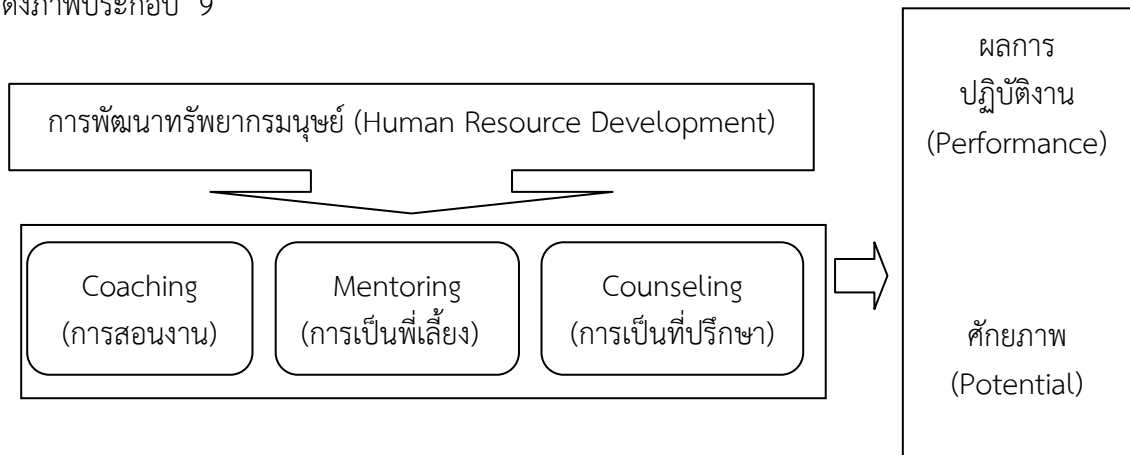 ดังภาพประกอบ 9
การพัฒนาทรัพยากรมนุษย์ (Human Resource Development)
Coaching
(การสอนงาน)
Mentoring
(การเป็นพี่เลี้ยง)
Counseling
(การเป็นที่ปรึกษา)
ผลการ
ปฏิบัติงาน
(Performance)
ศักยภาพ
(Potential)